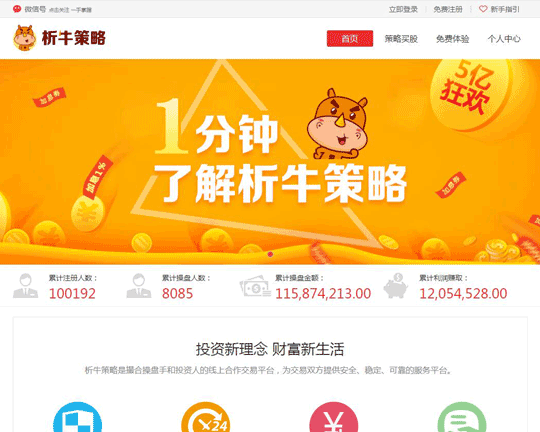 微信号 点击关注 一手掌握
立即登录 免费注册 新手指引
析牛策略
首页 策略买股 免费体验 个人中心
5亿
狂欢
加息券
1分钟
了解析牛策略
加息券
累计注册人数：
100192
累计操盘人数：
8085
累计操盘金额：
115,874,213.00
累计利润赚取：
12,054,528.00
投资新理念 财富新生活
析牛策略是撮合操盘手和投资人的线上合作交易平台，为交易双方提供安全、稳定、可靠的服务平台。
24